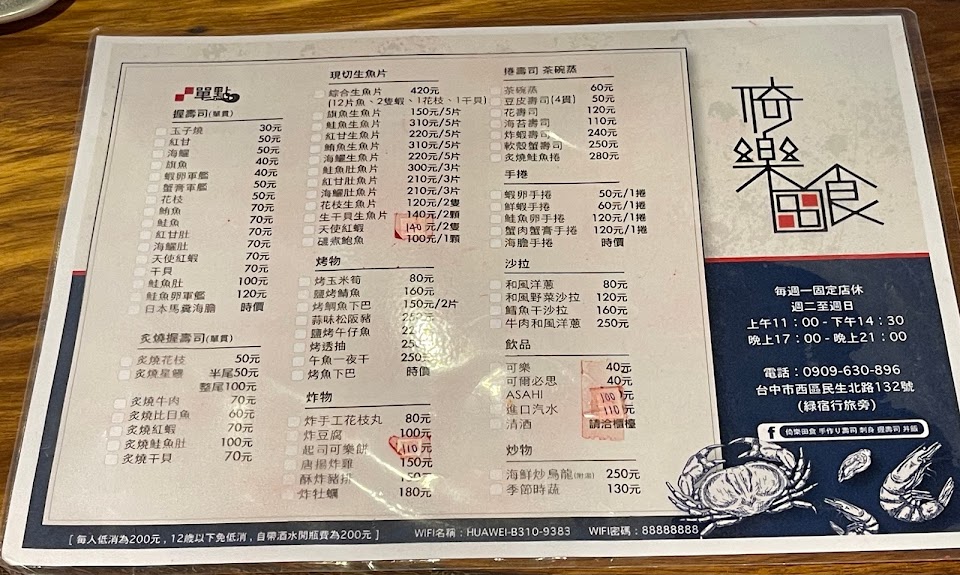 單點
握壽司(單貫)
玉子燒 30元
紅甘 50元
海鱺 50元
旗魚 40元
蝦卵軍艦 40元
蟹膏軍艦 50元
花枝 50元
鮪魚 70元
鮭魚 70元
紅甘肚 70元
海鱺肚 70元
天使紅蝦 70元
干貝 70元
鮭魚肚 100元
鮭魚卵軍艦 120元
日本馬糞海膽 時價
炙燒握壽司(單貫)
炙燒花枝 50元
炙燒星鰻 半尾50元
整尾100元
炙燒牛肉 70元
炙燒比目魚 60元
炙燒紅蝦 70元
炙燒鮭魚肚 100元
炙燒干貝 70元
現切生魚片
綜合生魚片 420元
(12片魚、2隻蝦、1花枝、1干貝)
旗魚生魚片 150元/5片
鮭魚生魚片 310元/5片
紅甘生魚片 220元/5片
鮪魚生魚片 310元/5片
海鱺生魚片 220元/5片
鮭魚肚生魚片 300元/3片
紅甘肚生魚片 210元/3片
海鱺肚生魚片 210元/3片
花枝生魚片 120元/2隻
生干貝生魚片 140元/2顆
天使紅蝦 140元/2隻
磯煮鮑魚 100元/1顆
烤物
烤玉米筍 80元
鹽烤鯖魚 160元
烤鯛魚下巴 150元/2片
蒜味松阪豬
鹽烤午仔魚
烤透抽
午魚一夜干 250元
烤魚下巴 時價
炸物
炸手工花枝丸 80元
炸豆腐 100元
起司可樂餅 110元
唐揚炸雞 150元
酥炸豬排
炸牡蠣 180元
捲壽司 茶碗蒸
茶碗蒸 60元
豆皮壽司(4貫) 50元
花壽司 120元
海苔壽司 110元
炸蝦壽司 240元
軟殼蟹壽司 250元
炙燒鮭魚捲 280元
手捲
蝦卵手捲 50元/1捲
鮮蝦手捲 60元/1捲
鮭魚卵手捲 120元/1捲
蟹肉蟹膏手捲 120元/1捲
海膽手捲 時價
沙拉
和風洋蔥 80元
和風野菜沙拉 120元
鱈魚干沙拉 160元
牛肉和風洋蔥 250元
飲品
可樂 40元
可爾必思 40元
ASAHI 100元
進口汽水 110元
清酒 請洽櫃檯
炒物
海鮮炒烏龍 250元
季節時蔬 130元
倚樂田食
每週一固定店休
週二至週日
上午11：00 - 下午14：30
晚上17：00 - 晚上21：00
電話：0909-630-896
台中市西區民生北路132號
(綠宿行旅旁)
f 倚樂田食 手作り壽司 刺身 握壽司 丼飯
[ 每人低消為200元，12歲以下免低消，自帶酒水開瓶費為200元 ] WIFI名稱：HUAWEI-B310-9383 WIFI密碼：88888888